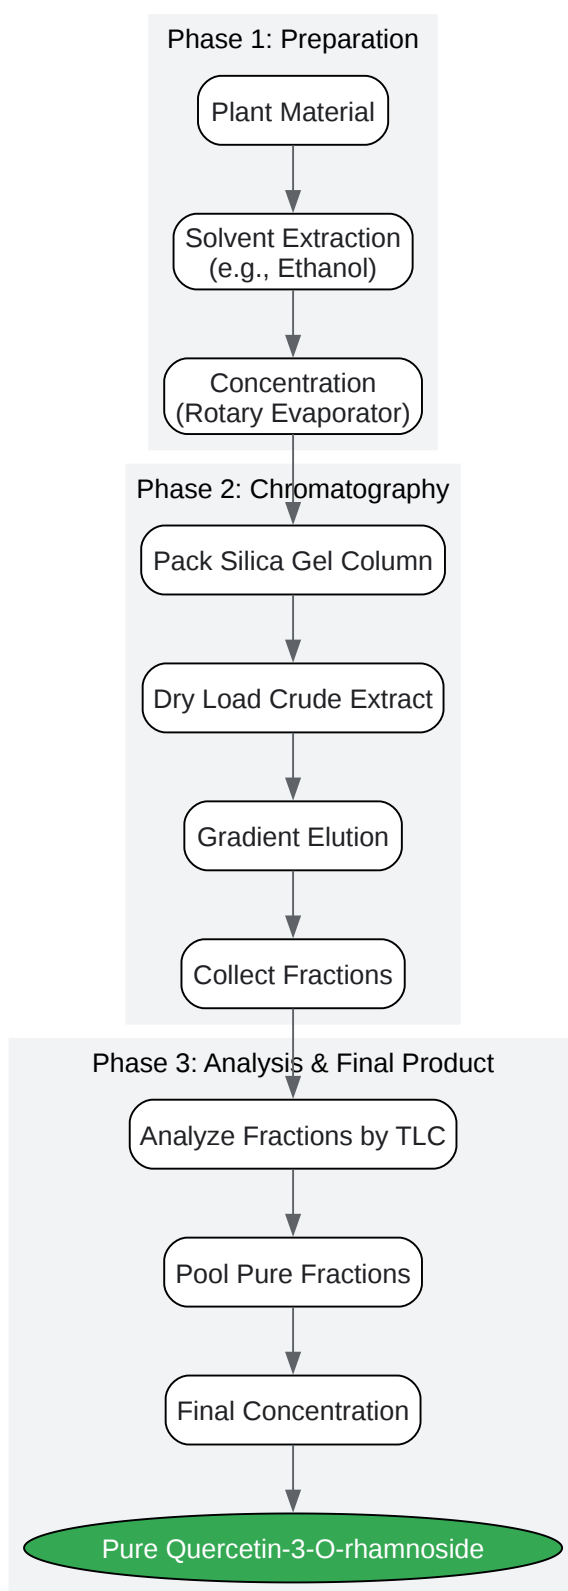 Phase 1: Preparation
Plant Material
Solvent Extraction
(e.g., Ethanol)
Concentration
(Rotary Evaporator)
Phase 2: Chromatography
Pack Silica Gel Column
Dry Load Crude Extract
Gradient Elution
Collect Fractions
Phase 3: Analysis & Final Product
Analyze Fractions by TLC
Pool Pure Fractions
Final Concentration
Pure Quercetin-3-O-rhamnoside